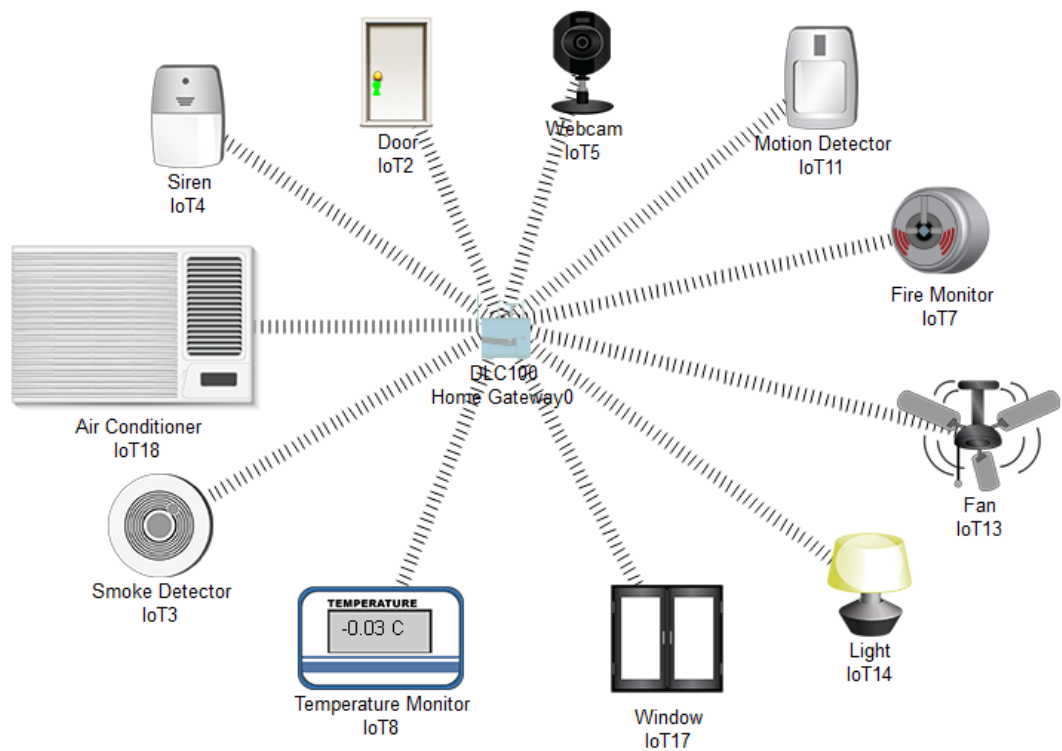 Door
IoT2
Webcam
IoT5
Motion Detector
IoT11
Siren
IoT4
Fire Monitor
IoT7
DLC100
Home Gateway0
Air Conditioner
IoT18
Fan
IoT13
Smoke Detector
IoT3
TEMPERATURE
-0.03 C
Temperature Monitor
IoT8
Window
IoT17
Light
IoT14